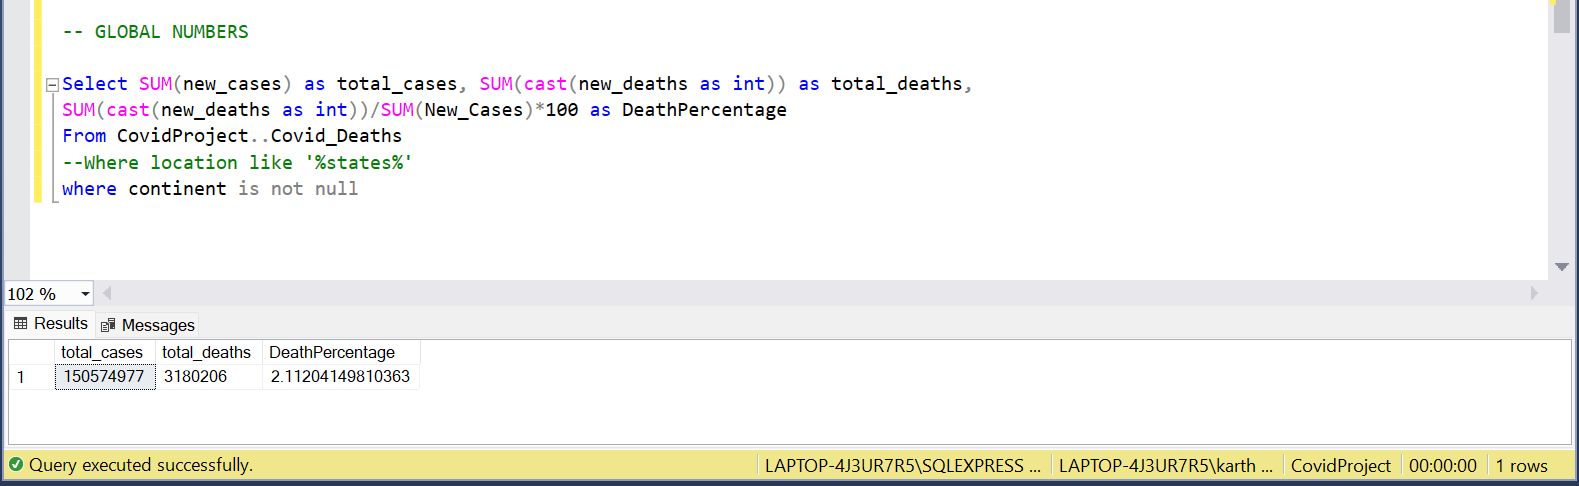 -- GLOBAL NUMBERS
Select SUM(new_cases) as total_cases, SUM(cast(new_deaths as int)) as total_deaths,
SUM(cast(new_deaths as int))/SUM(New_Cases)*100 as DeathPercentage
From CovidProject..Covid_Deaths
--Where location like '%states%'
where continent is not null
102 %
Results Messages
total_cases total_deaths DeathPercentage
1 150574977 3180206 2.11204149810363
Query executed successfully. LAPTOP-4J3UR7R5\SQLEXPRESS ... LAPTOP-4J3UR7R5\karth ... CovidProject 00:00:00 1 rows